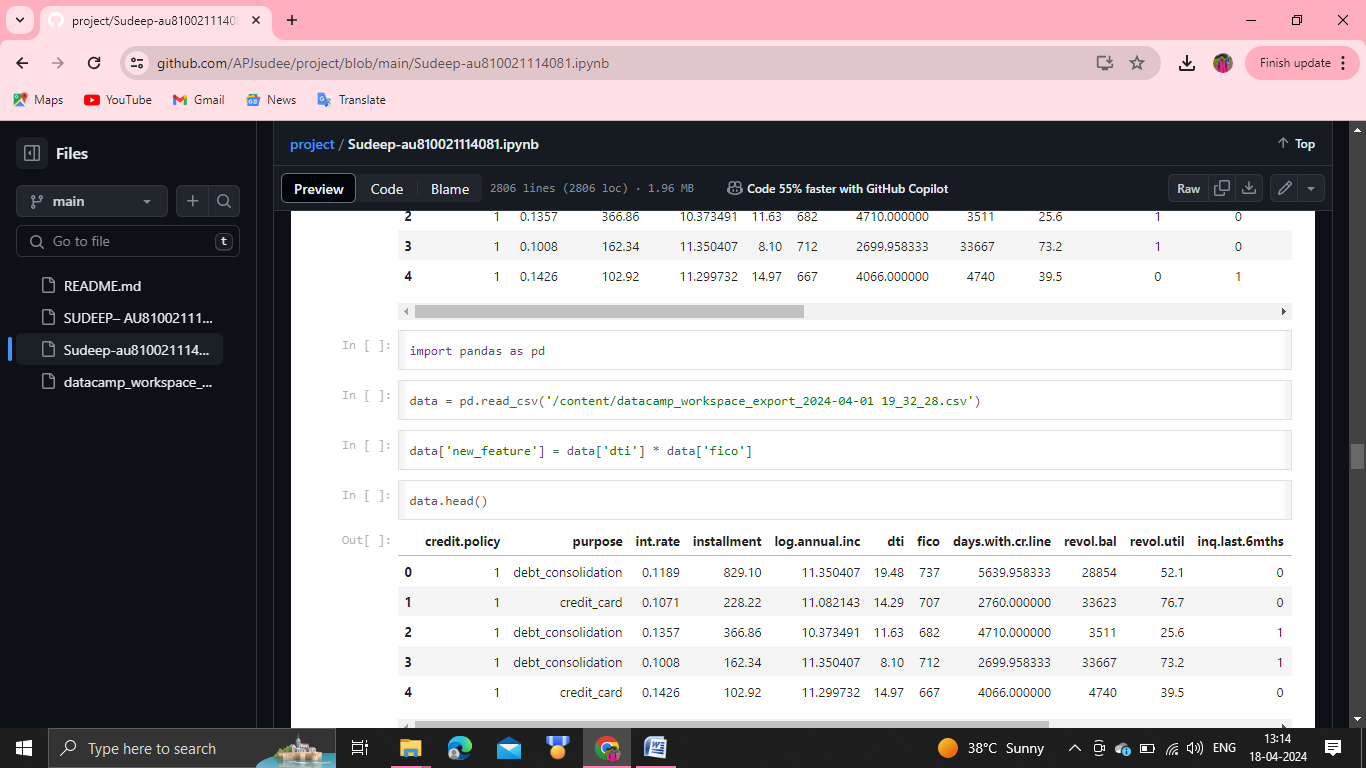 project/Sudeep-au8100211140
github.com/APJsudee/project/blob/main/Sudeep-au810021114081.ipynb
Finish update
Maps YouTube Gmail News Translate
Files
project / Sudeep-au810021114081.ipynb
Top
main
Preview Code Blame 2806 lines (2806 loc) · 1.96 MB Code 55% faster with GitHub Copilot Raw
Go to file t
README.md
SUDEEP– AU81002111...
Sudeep-au810021114...
datacamp_workspace_...
2 1 0.1357 366.86 10.373491 11.63 682 4710.000000 3511 25.6 1 0
3 1 0.1008 162.34 11.350407 8.10 712 2699.958333 33667 73.2 1 0
4 1 0.1426 102.92 11.299732 14.97 667 4066.000000 4740 39.5 0 1
In [ ]: import pandas as pd
In [ ]: data = pd.read_csv('/content/datacamp_workspace_export_2024-04-01 19_32_28.csv')
In [ ]: data['new_feature'] = data['dti'] * data['fico']
In [ ]: data.head()
Out[ ]: credit.policy purpose int.rate installment log.annual.inc dti fico days.with.cr.line revol.bal revol.util inq.last.6mths
0 1 debt_consolidation 0.1189 829.10 11.350407 19.48 737 5639.958333 28854 52.1 0
1 1 credit_card 0.1071 228.22 11.082143 14.29 707 2760.000000 33623 76.7 0
2 1 debt_consolidation 0.1357 366.86 10.373491 11.63 682 4710.000000 3511 25.6 1
3 1 debt_consolidation 0.1008 162.34 11.350407 8.10 712 2699.958333 33667 73.2 1
4 1 credit_card 0.1426 102.92 11.299732 14.97 667 4066.000000 4740 39.5 0
Type here to search
38°C Sunny
ENG
13:14
18-04-2024